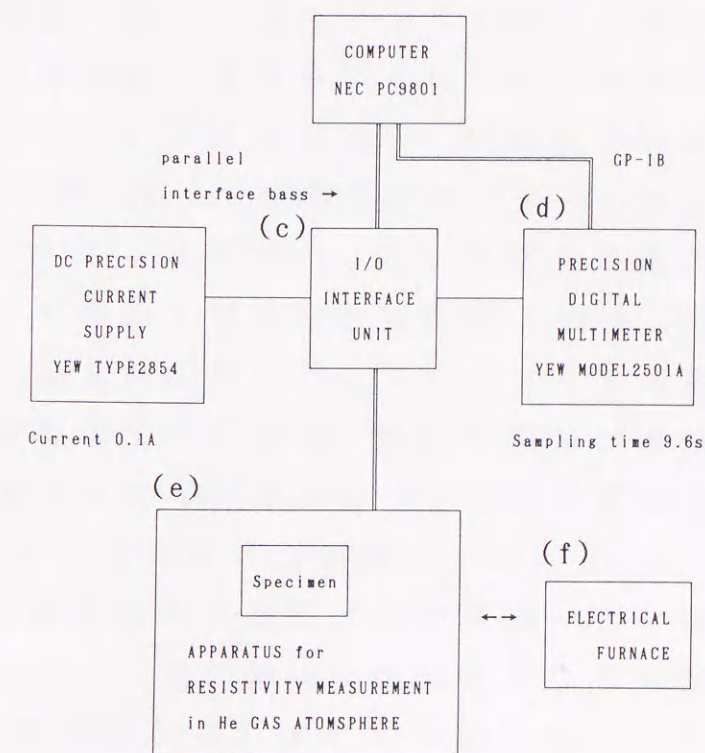 COMPUTER
NEC PC9801
parallel
interface bass →
GP-IB
(c)
(d)
DC PRECISION
CURRENT
SUPPLY
YEW TYPE2854
I/O
INTERFACE
UNIT
PRECISION
DIGITAL
MULTIMETER
YEW MODEL2501A
Current 0.1A
Sampling time 9.6s
(e)
(f)
Specimen
←→
ELECTRICAL
FURNACE
APPARATUS for
RESISTIVITY MEASUREMENT
in He GAS ATOMSPHERE